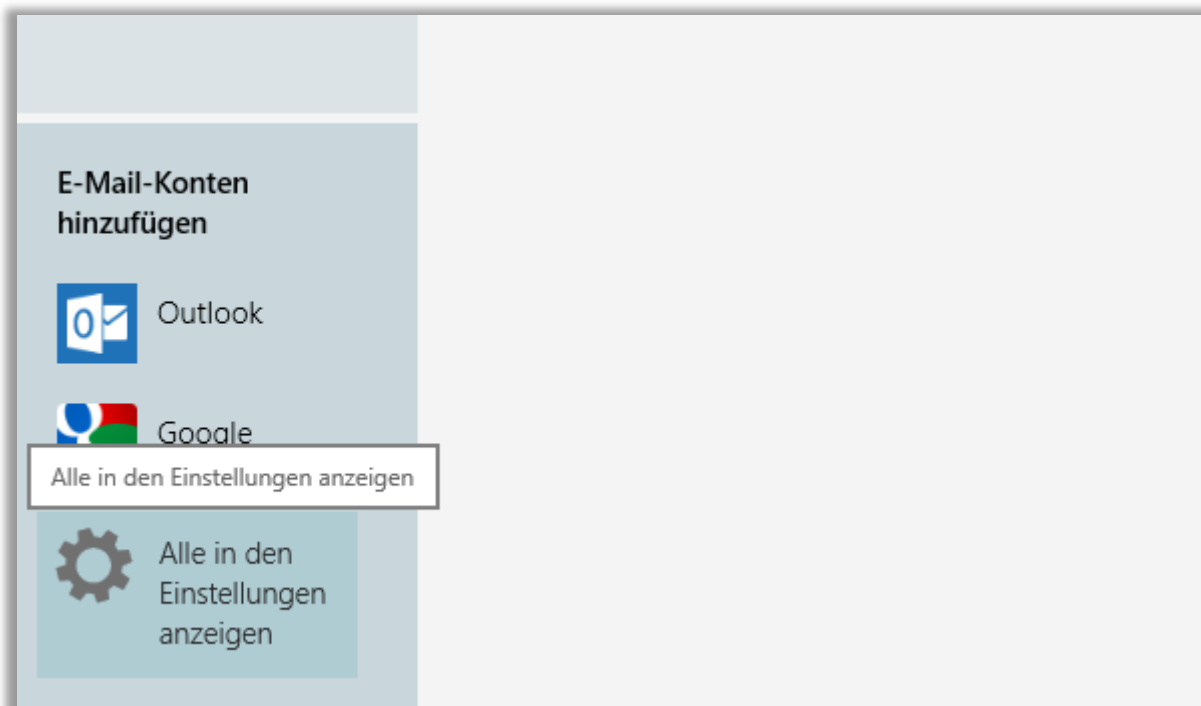 E-Mail-Konten
hinzufügen
Outlook
Google
Alle in den Einstellungen anzeigen
Alle in den
Einstellungen
anzeigen